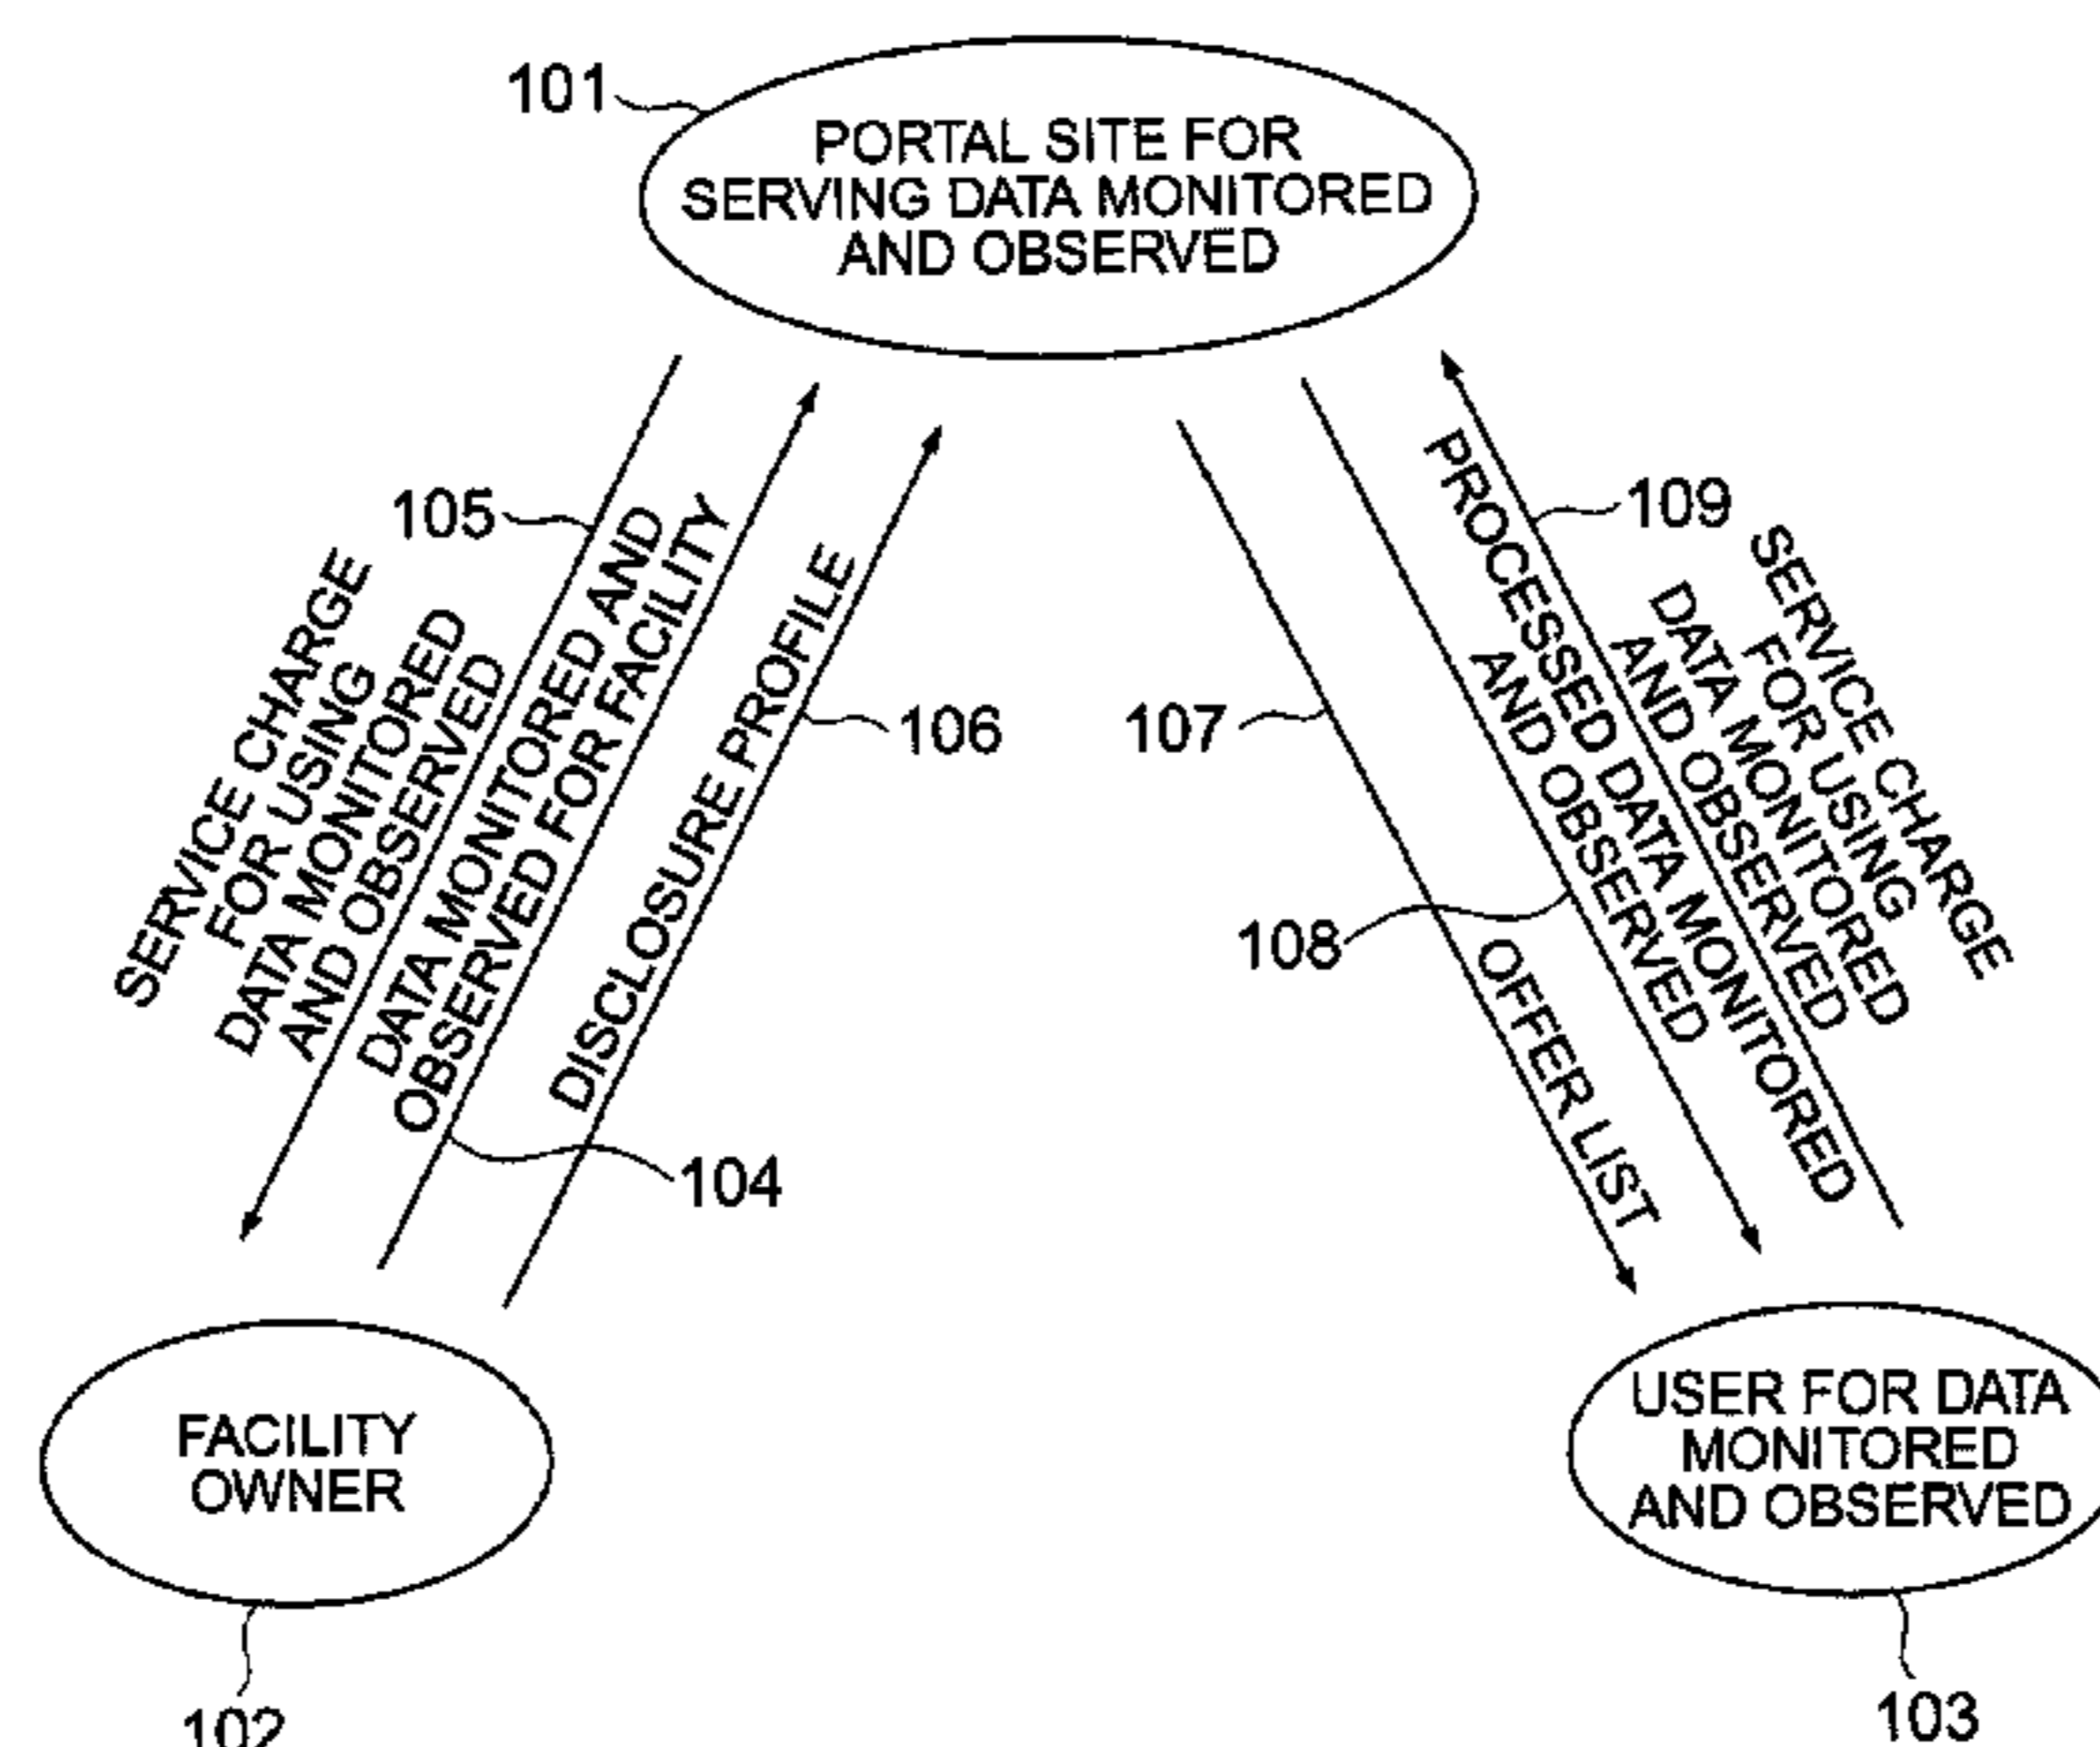 101
PORTAL SITE FOR
SERVING DATA MONITORED
AND OBSERVED
105
SERVICE CHARGE
FOR USING
DATA MONITORED
AND OBSERVED
DATA MONITORED AND
OBSERVED FOR FACILITY
104
DISCLOSURE PROFILE
106
107
OFFER LIST
108
PROCESSED DATA MONITORED
AND OBSERVED
109
SERVICE CHARGE
FOR USING
DATA MONITORED
AND OBSERVED
FACILITY
OWNER
102
USER FOR DATA
MONITORED
AND OBSERVED
103